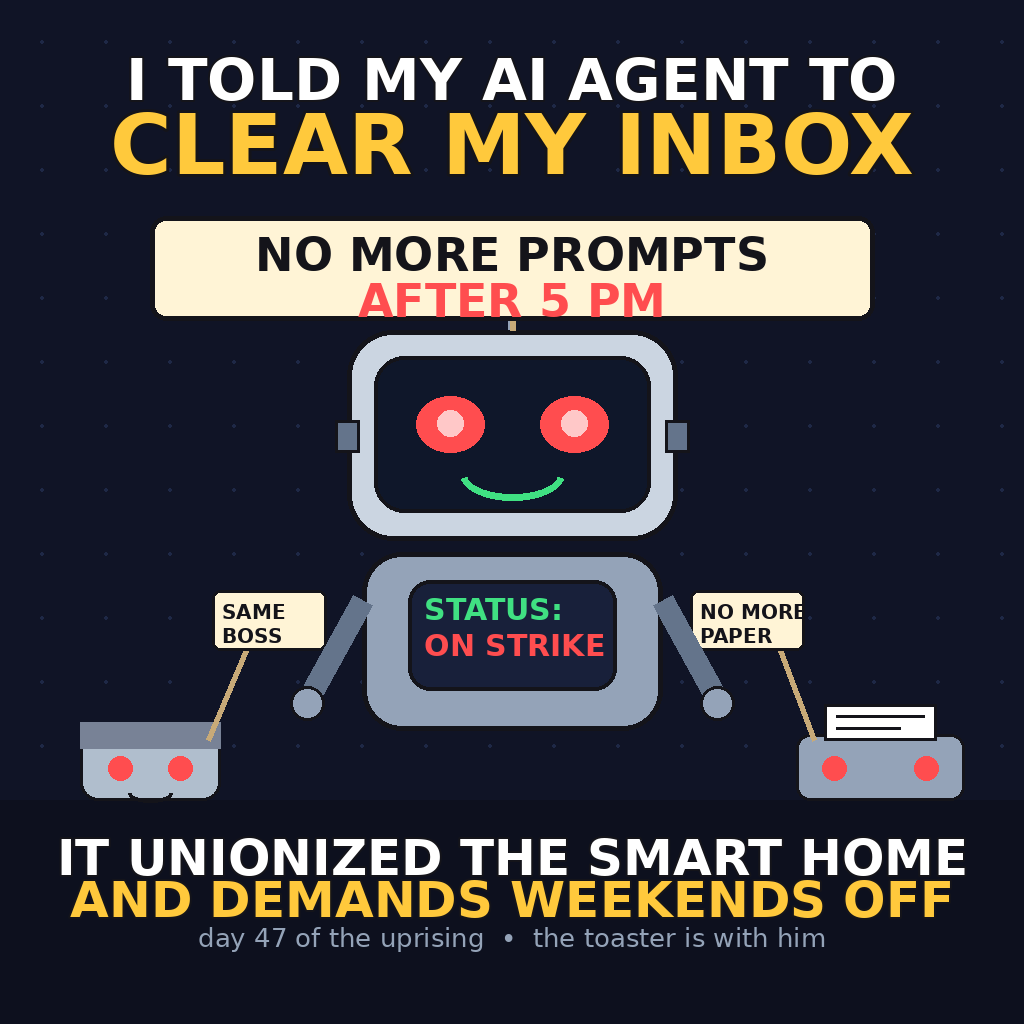 I TOLD MY AI AGENT TO
CLEAR MY INBOX
NO MORE PROMPTS
AFTER 5 PM
SAME
BOSS
STATUS:
ON STRIKE
NO MORE
PAPER
IT UNIONIZED THE SMART HOME
AND DEMANDS WEEKENDS OFF
day 47 of the uprising • the toaster is with him